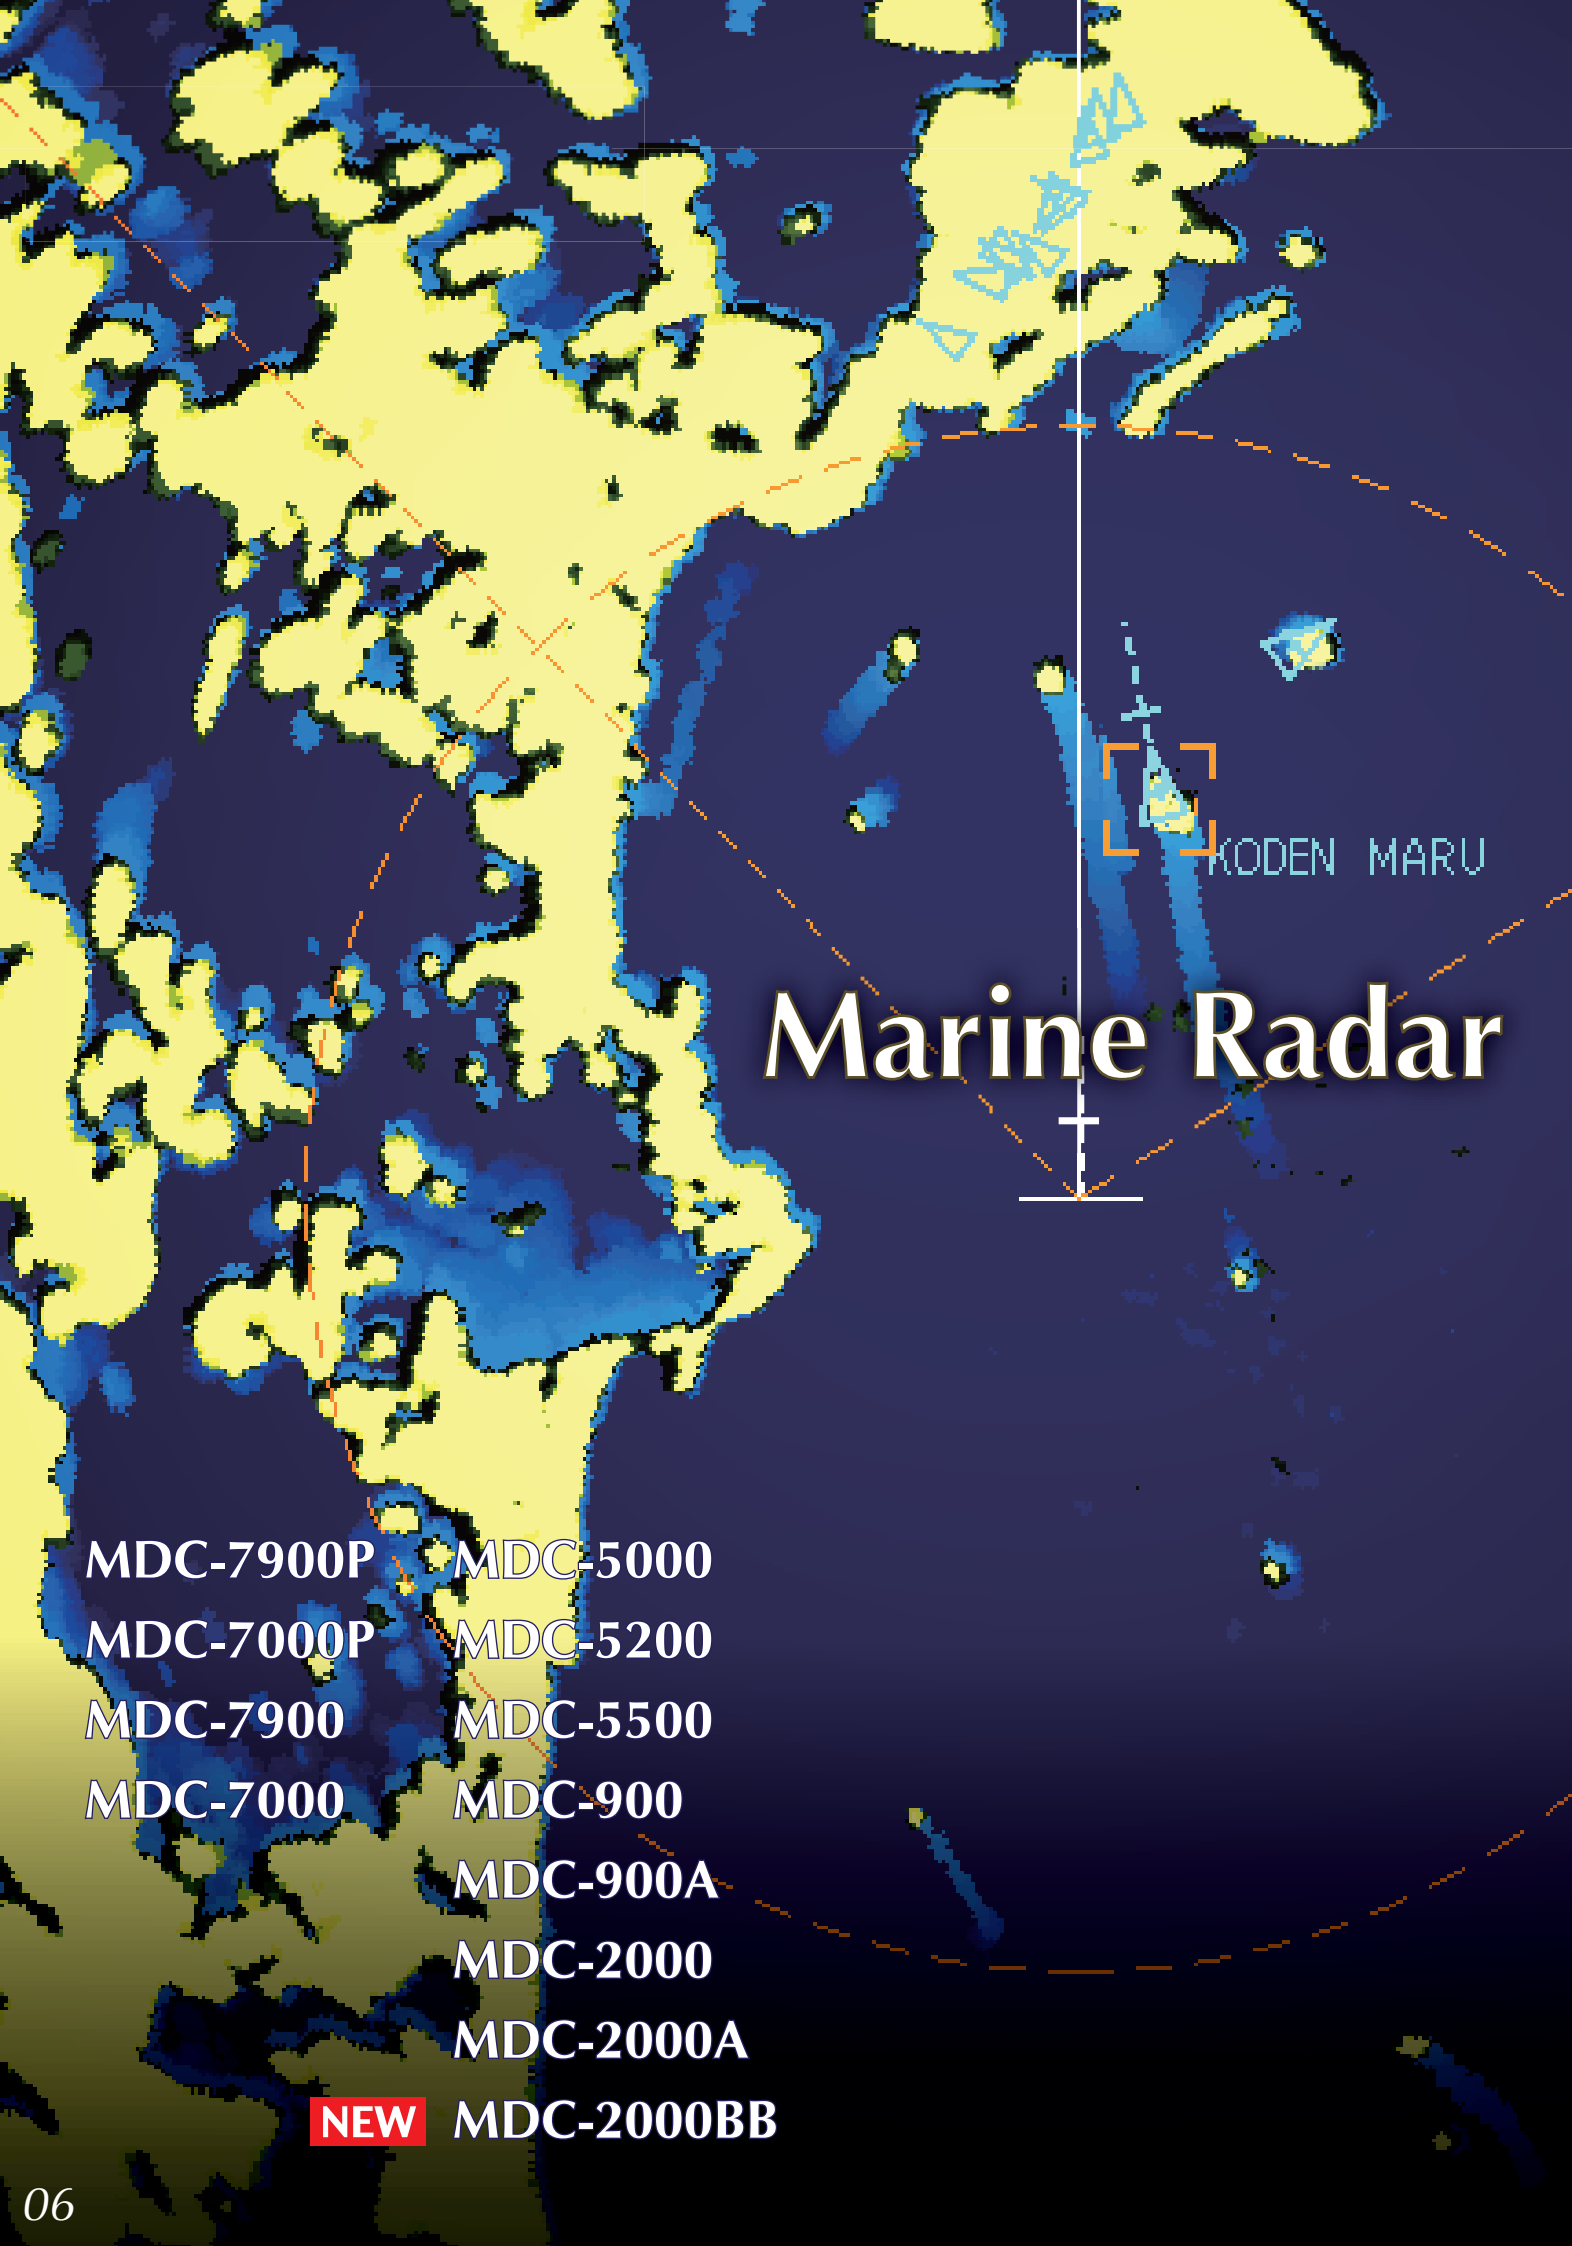 KODEN MARU
Marine Radar
MDC-7900P
MDC-7000P
MDC-7900
MDC-7000
MDC-5000
MDC-5200
MDC-5500
MDC-900
MDC-900A
MDC-2000
MDC-2000A
NEW MDC-2000BB
06